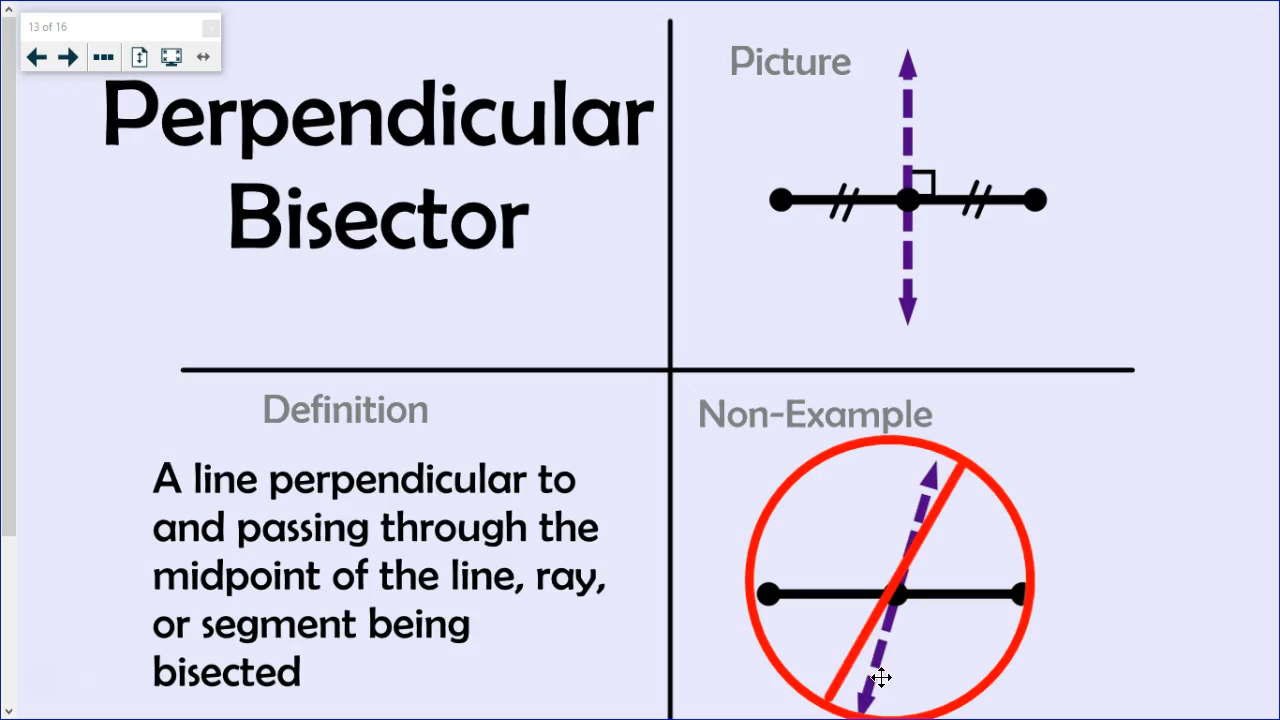 13 of 16
Perpendicular
Bisector
Picture
Definition
A line perpendicular to
and passing through the
midpoint of the line, ray,
or segment being
bisected
Non-Example